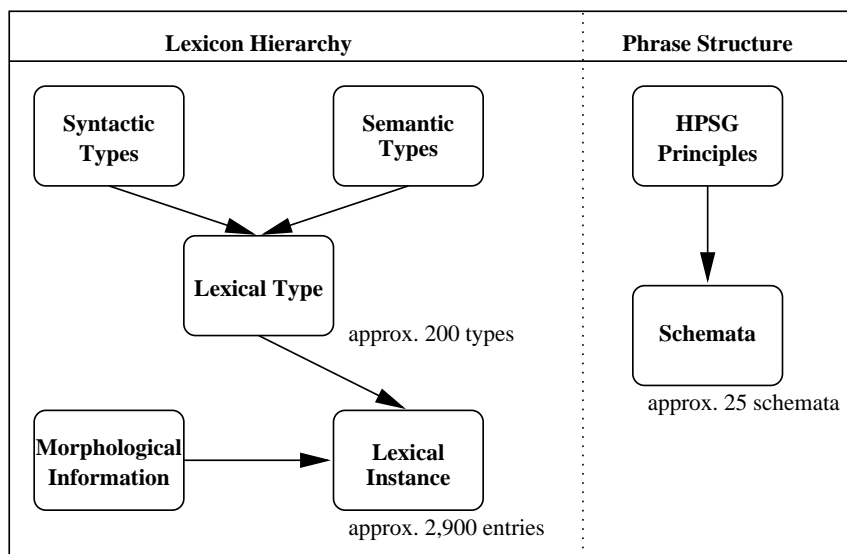 Lexicon Hierarchy
Phrase Structure
Syntactic
Types
Semantic
Types
HPSG
Principles
Lexical Type
approx. 200 types
Schemata
approx. 25 schemata
Morphological
Information
Lexical
Instance
approx. 2,900 entries